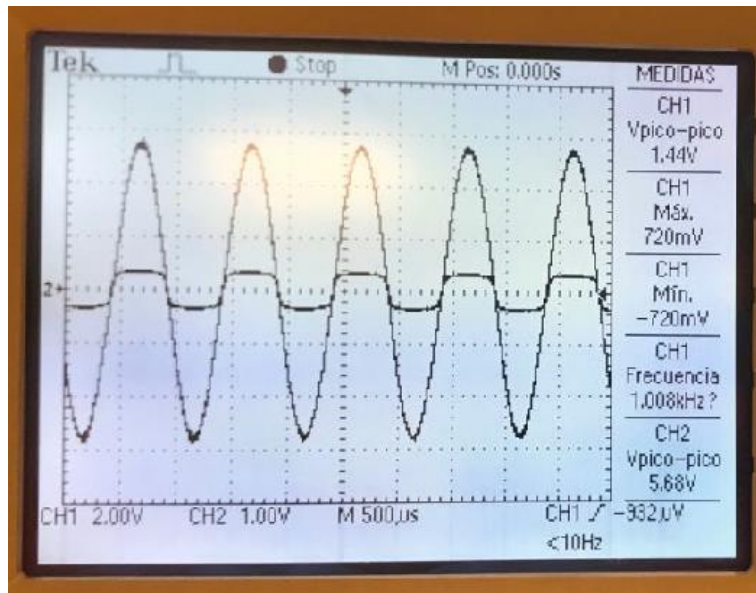 Tek Stop M Pos: 0.000s MEDIDAS
CH1
Vpico-pico
1.44V
CH1
Máx.
720mV
CH1
Mín.
-720mV
CH1
Frecuencia
1.008kHz?
CH2
Vpico-pico
5.68V
2
CH1 2.00V CH2 1.00V M 500µs CH1 -932µV
<10Hz